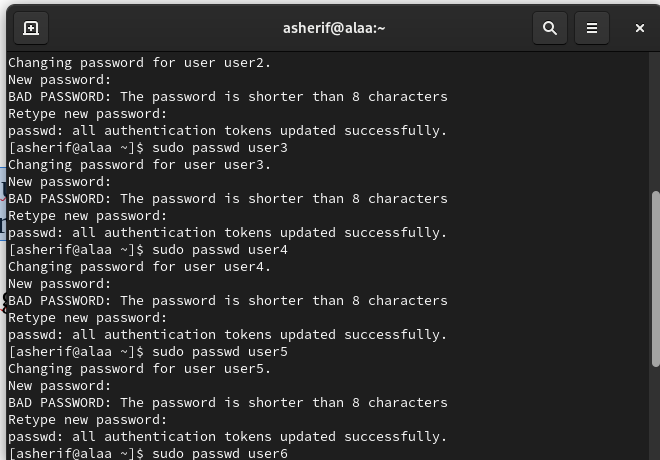 asherif@alaa:~
Changing password for user user2.
New password:
BAD PASSWORD: The password is shorter than 8 characters
Retype new password:
passwd: all authentication tokens updated successfully.
[asherif@alaa ~]$ sudo passwd user3
Changing password for user user3.
New password:
BAD PASSWORD: The password is shorter than 8 characters
Retype new password:
passwd: all authentication tokens updated successfully.
[asherif@alaa ~]$ sudo passwd user4
Changing password for user user4.
New password:
BAD PASSWORD: The password is shorter than 8 characters
Retype new password:
passwd: all authentication tokens updated successfully.
[asherif@alaa ~]$ sudo passwd user5
Changing password for user user5.
New password:
BAD PASSWORD: The password is shorter than 8 characters
Retype new password:
passwd: all authentication tokens updated successfully.
[asherif@alaa ~]$ sudo passwd user6